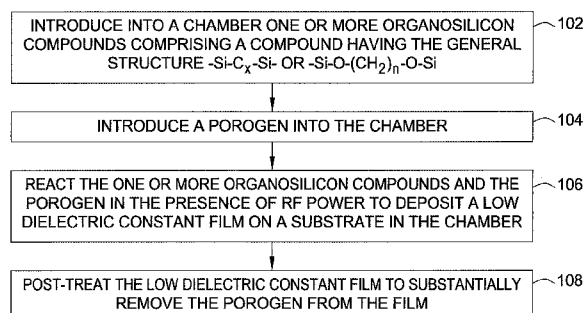 INTRODUCE INTO A CHAMBER ONE OR MORE ORGANOSILICON
COMPOUNDS COMPRISING A COMPOUND HAVING THE GENERAL
STRUCTURE -Si-Cx-Si- OR -Si-O-(CH2)n-O-Si
102
INTRODUCE A POROGEN INTO THE CHAMBER
104
REACT THE ONE OR MORE ORGANOSILICON COMPOUNDS AND THE
POROGEN IN THE PRESENCE OF RF POWER TO DEPOSIT A LOW
DIELECTRIC CONSTANT FILM ON A SUBSTRATE IN THE CHAMBER
106
POST-TREAT THE LOW DIELECTRIC CONSTANT FILM TO SUBSTANTIALLY
REMOVE THE POROGEN FROM THE FILM
108